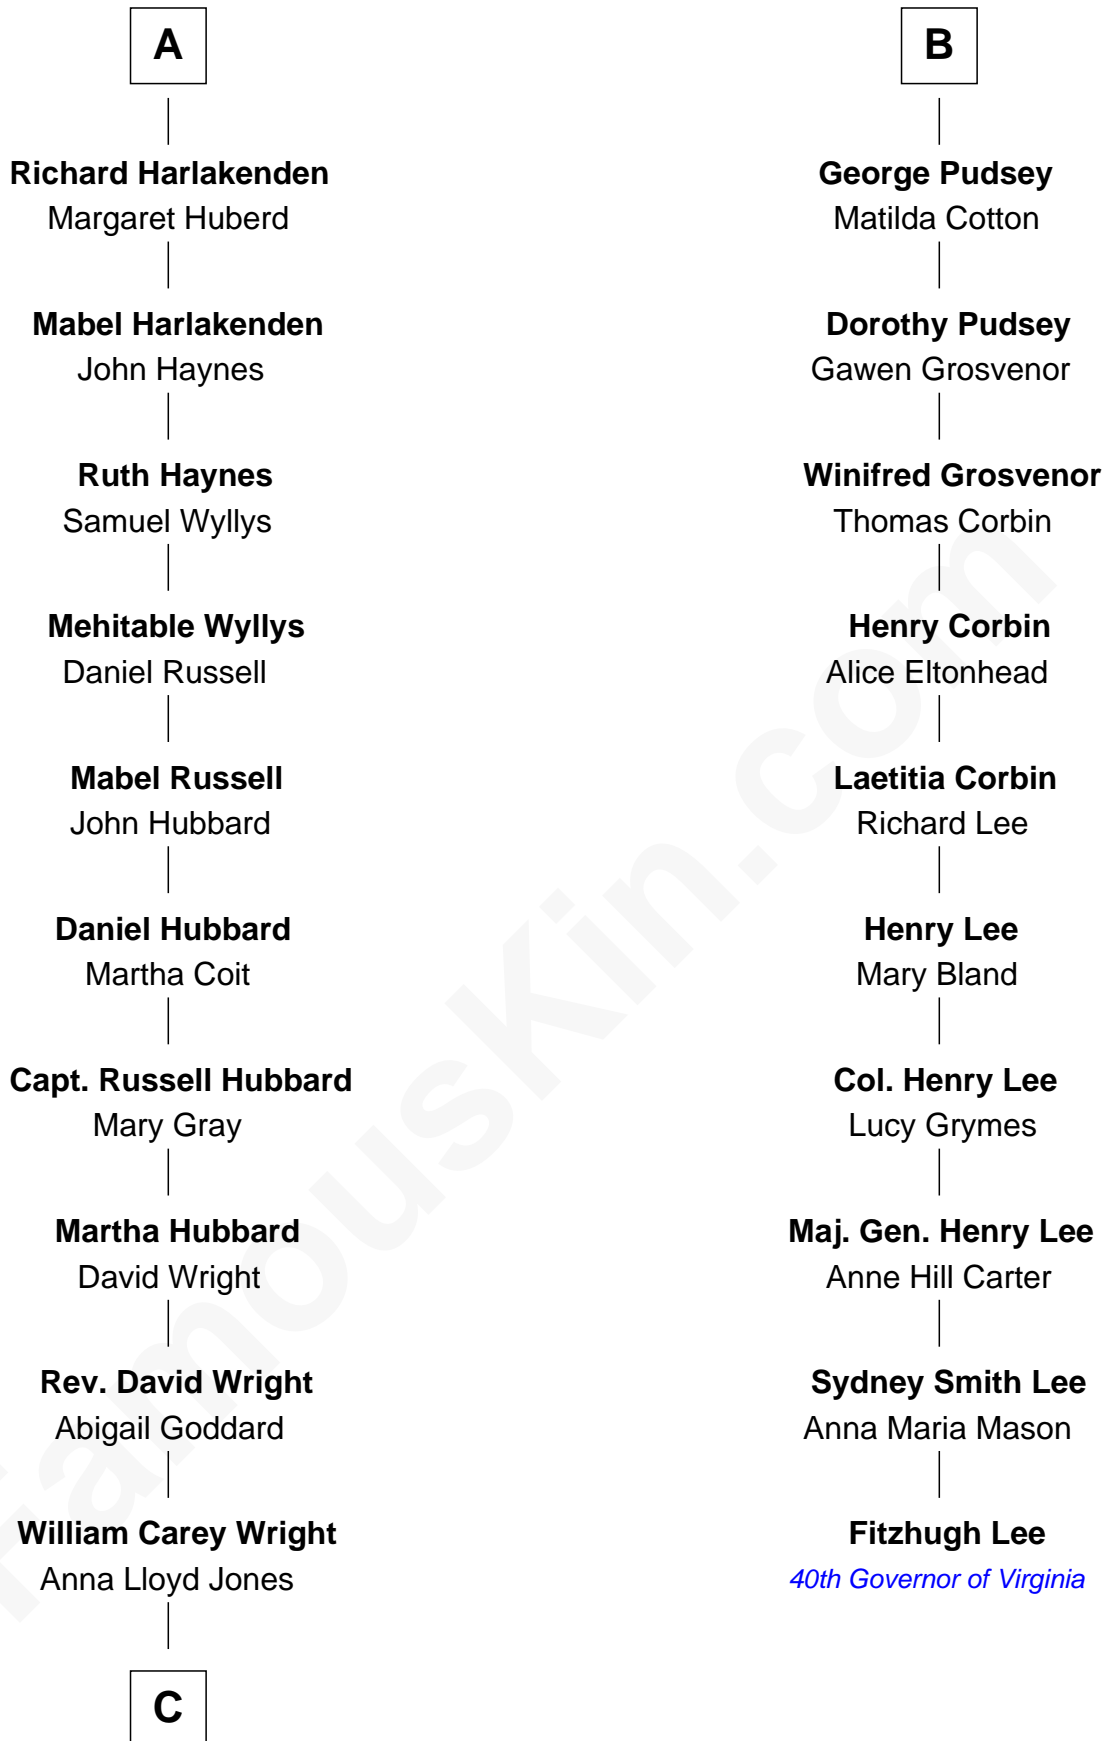 A
Richard Harlakenden
Margaret Huberd
Mabel Harlakenden
John Haynes
Ruth Haynes
Samuel Wyllys
Mehitable Wyllys
Daniel Russell
Mabel Russell
John Hubbard
Daniel Hubbard
Martha Coit
Capt. Russell Hubbard
Mary Gray
Martha Hubbard
David Wright
Rev. David Wright
Abigail Goddard
William Carey Wright
Anna Lloyd Jones
C
B
George Pudsey
Matilda Cotton
Dorothy Pudsey
Gawen Grosvenor
Winifred Grosvenor
Thomas Corbin
Henry Corbin
Alice Eltonhead
Laetitia Corbin
Richard Lee
Henry Lee
Mary Bland
Col. Henry Lee
Lucy Grymes
Maj. Gen. Henry Lee
Anne Hill Carter
Sydney Smith Lee
Anna Maria Mason
Fitzhugh Lee
40th Governor of Virginia
FamousKin.com